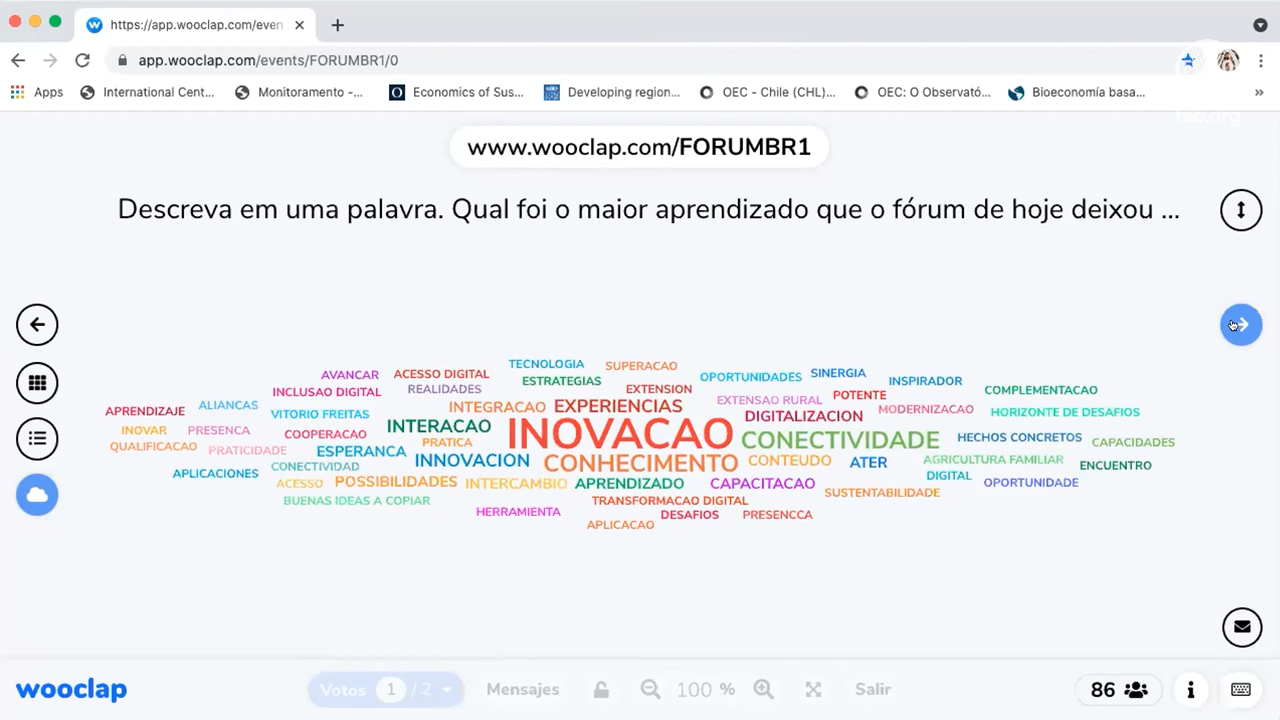 https://app.wooclap.com/even
app.wooclap.com/events/FORUMBR1/0
Apps International Cent... Monitoramento -... Economics of Sus... Developing region... OEC - Chile (CHL)... OEC: O Observató... Bioeconomía basa... »
fao.org
www.wooclap.com/FORUMBR1
Descreva em uma palavra. Qual foi o maior aprendizado que o fórum de hoje deixou ...
TECNOLOGIA SUPERACAO
AVANCAR ACESSO DIGITAL ESTRATEGIAS OPORTUNIDADES SINERGIA INSPIRADOR
INCLUSAO DIGITAL REALIDADES EXTENSION EXTENSAO RURAL POTENTE COMPLEMENTACAO
APRENDIZAJE ALIANCAS VITORIO FREITAS INTEGRACAO EXPERIENCIAS DIGITALIZACION MODERNIZACAO HORIZONTE DE DESAFIOS
INOVAR PRESENCA COOPERACAO INTERACAO INOVACAO CONECTIVIDADE HECHOS CONCRETOS CAPACIDADES
QUALIFICACAO PRATICIDADE ESPERANCA PRATICA INNOVACION CONHECIMENTO CONTEUDO ATER AGRICULTURA FAMILIAR ENCUENTRO
APLICACIONES CONECTIVIDAD DIGITAL
ACESSO POSSIBILIDADES INTERCAMBIO APRENDIZADO CAPACITACAO SUSTENTABILIDADE OPORTUNIDADE
BUENAS IDEAS A COPIAR TRANSFORMACAO DIGITAL
HERRAMIENTA DESAFIOS PRESENCCA
APLICACAO
wooclap Votos 1 / 2 Mensajes 100 % Salir 86